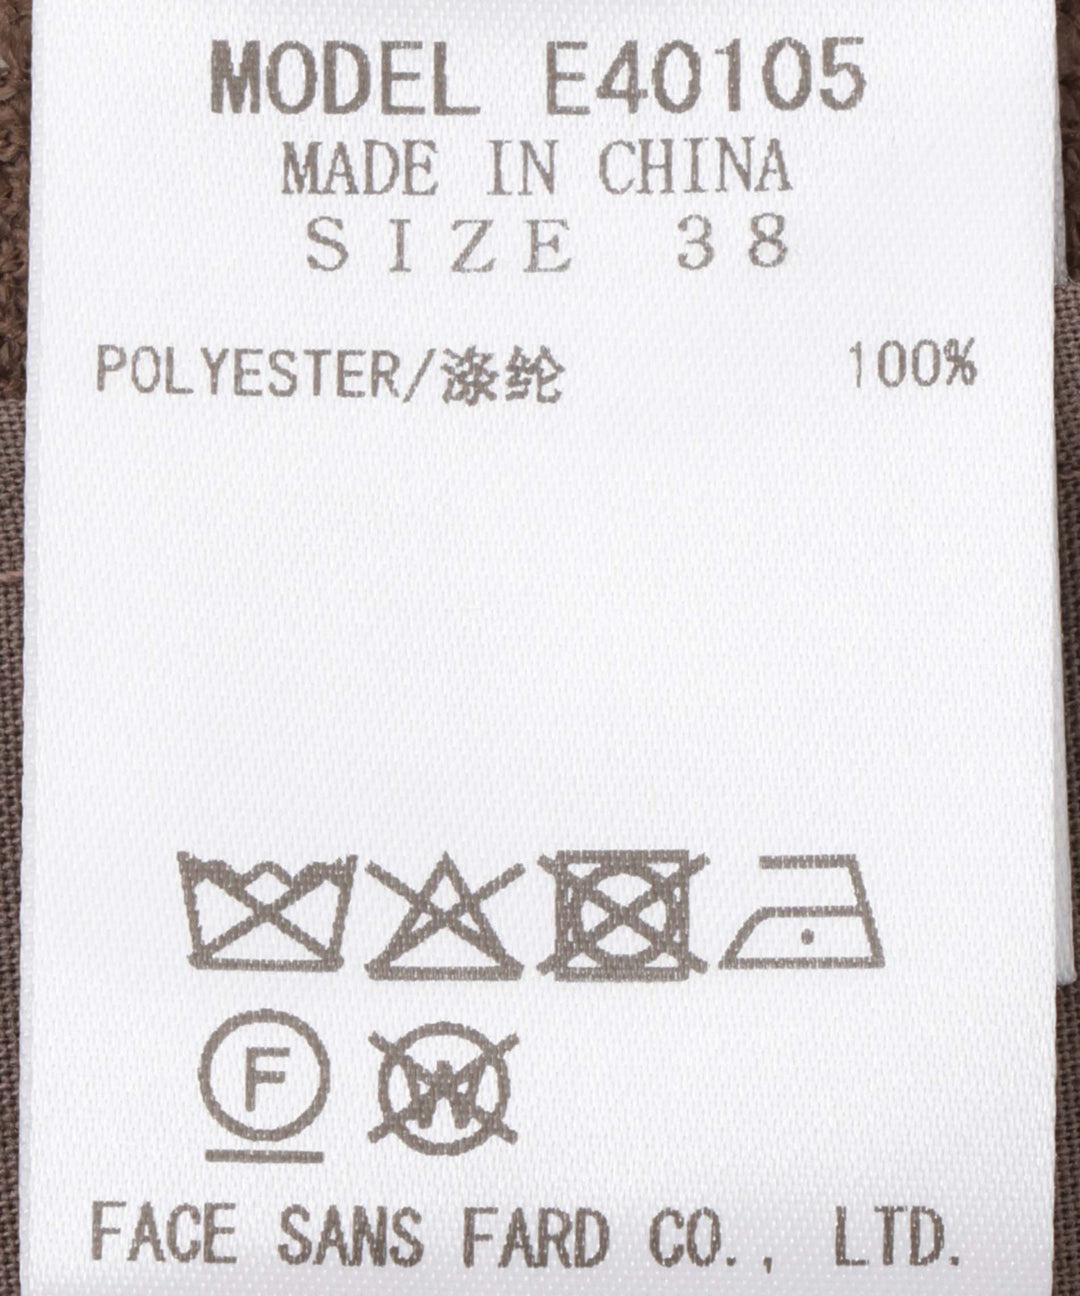 MODEL E40105
MADE IN CHINA
SIZE 38
POLYESTER/涤纶 100%
F W
FACE SANS FARD CO., LTD.